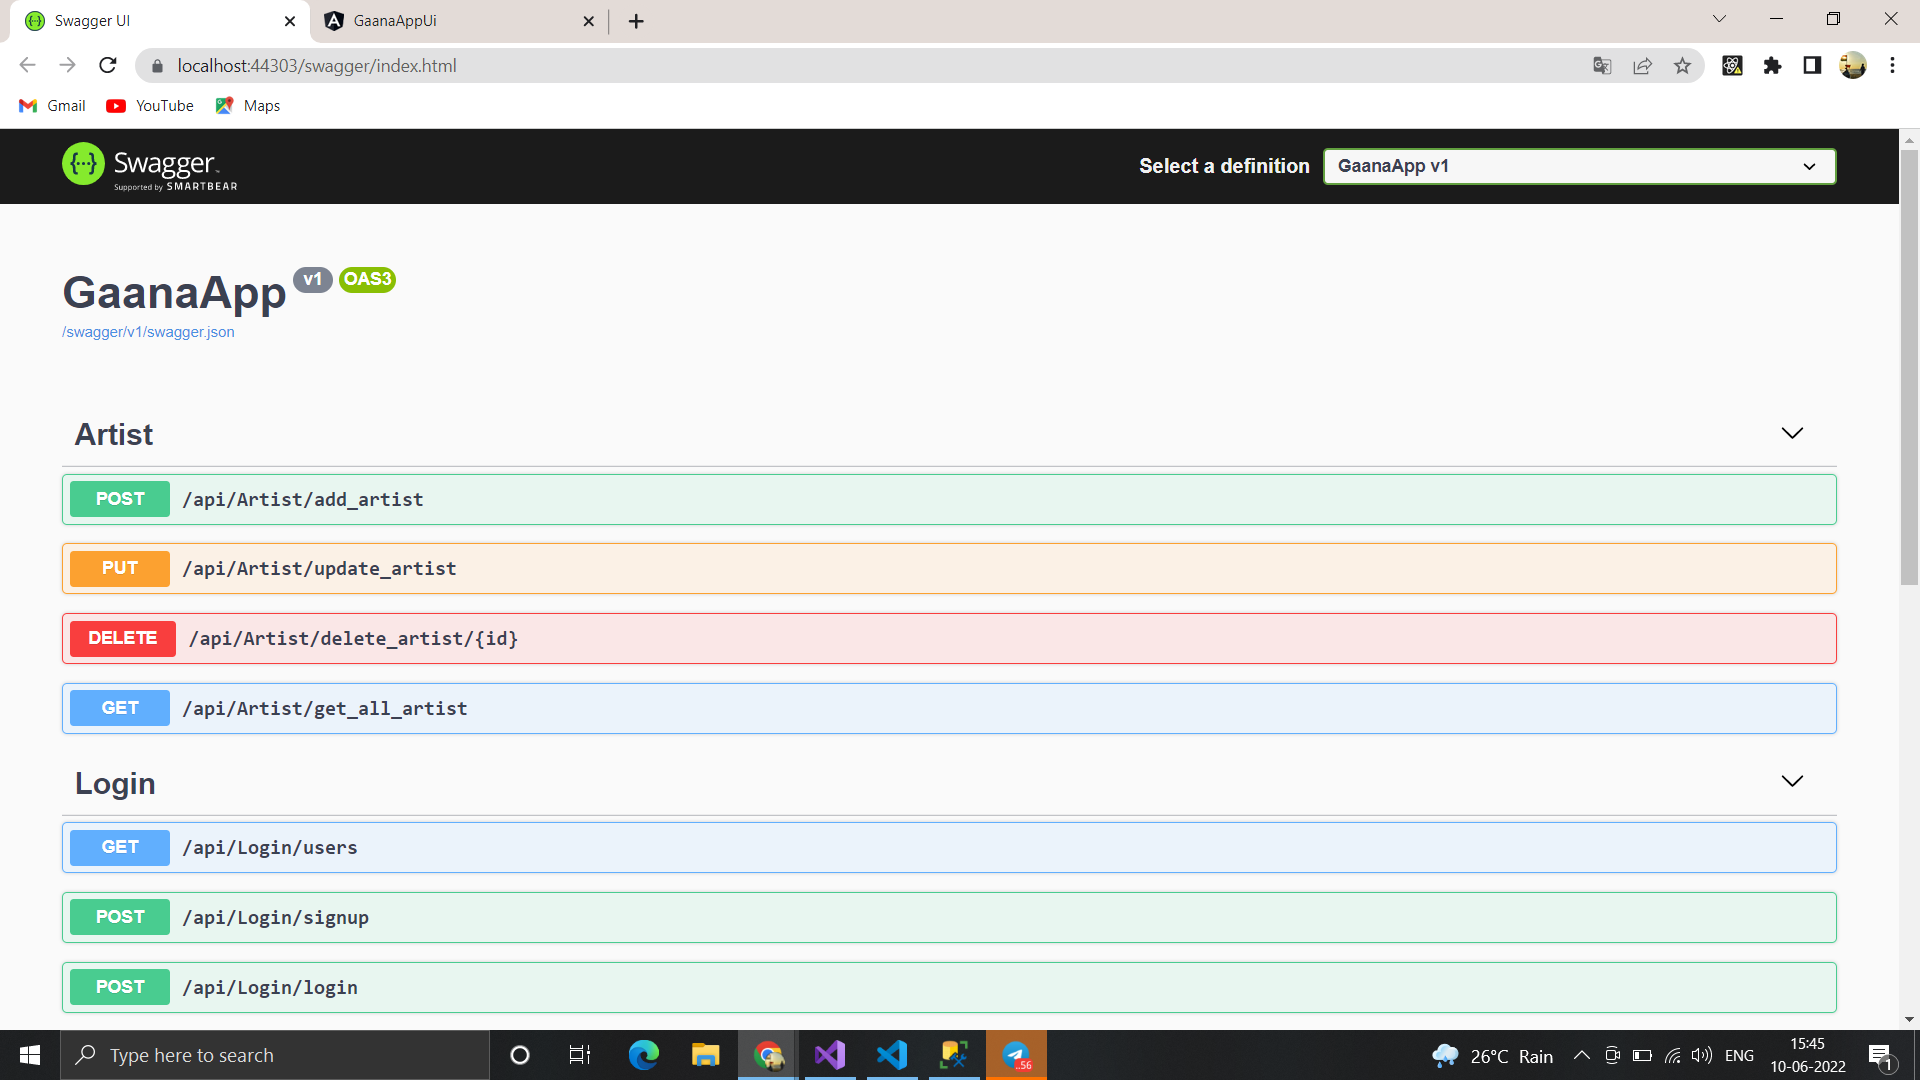 Swagger UI
GaanaAppUi
localhost:44303/swagger/index.html
Gmail
YouTube
Maps
Swagger
Supported by SMARTBEAR
Select a definition
GaanaApp v1
GaanaApp v1 OAS3
/swagger/v1/swagger.json
Artist
POST /api/Artist/add_artist
PUT /api/Artist/update_artist
DELETE /api/Artist/delete_artist/{id}
GET /api/Artist/get_all_artist
Login
GET /api/Login/users
POST /api/Login/signup
POST /api/Login/login
Type here to search
..56
26°C Rain
ENG
15:45
10-06-2022
1